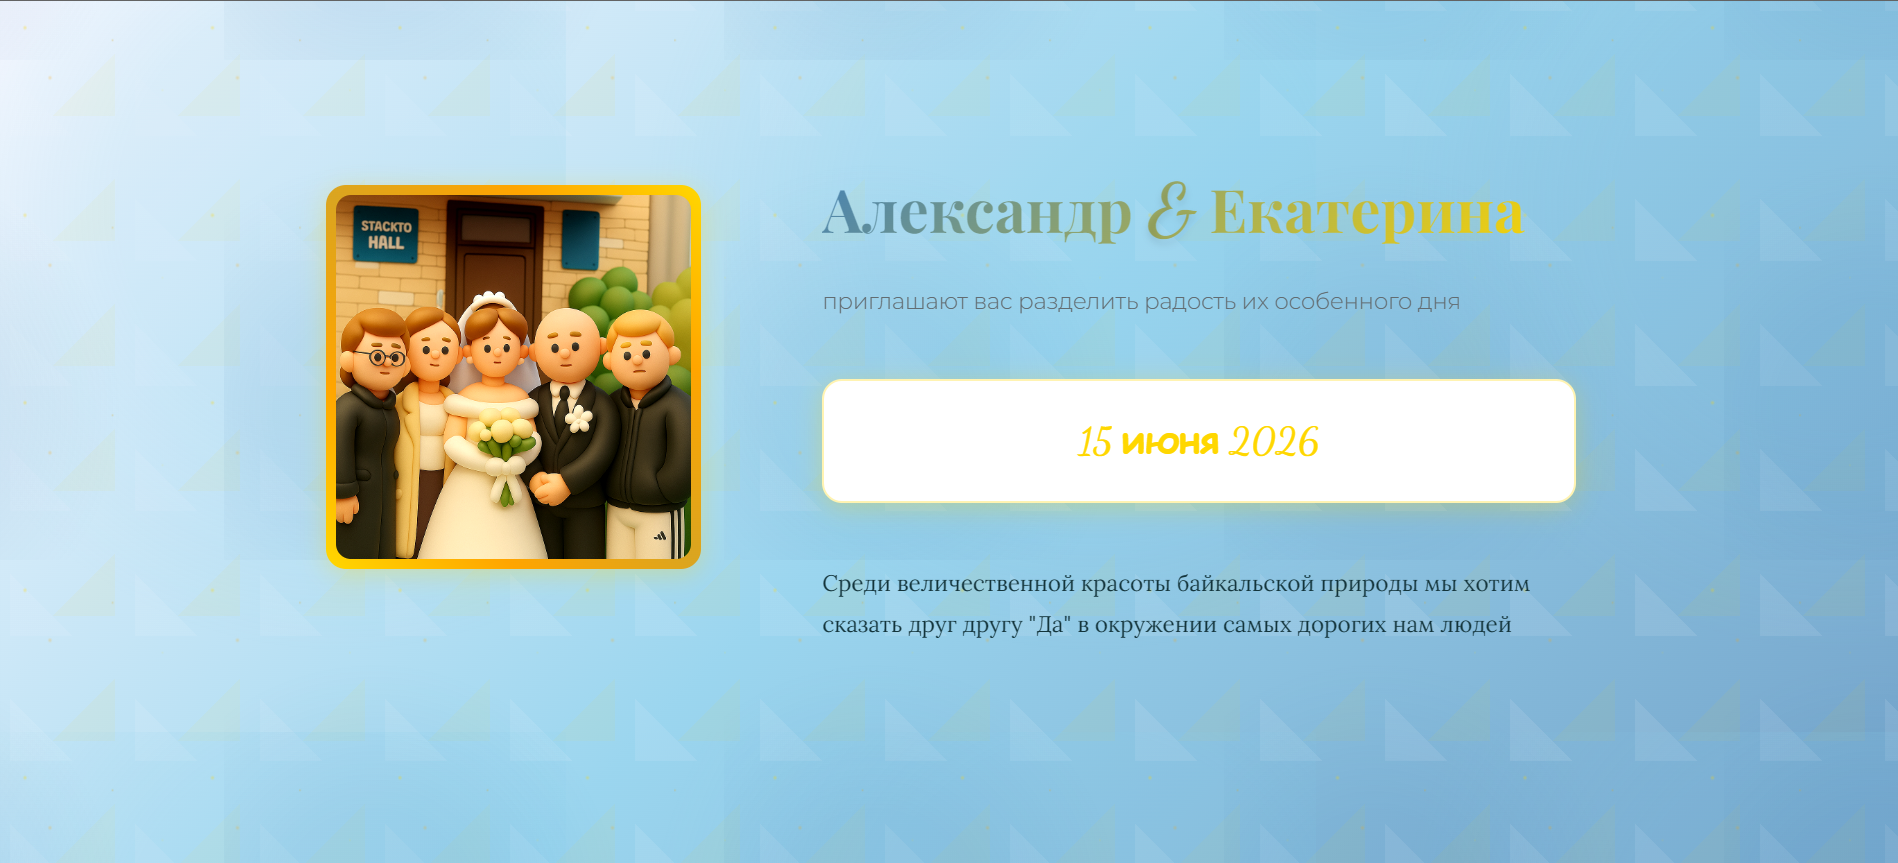 STACKTO
HALL
Александр & Екатерина
приглашают вас разделить радость их особенного дня
15 июня 2026
Среди величественной красоты байкальской природы мы хотим
сказать друг другу "Да" в окружении самых дорогих нам людей